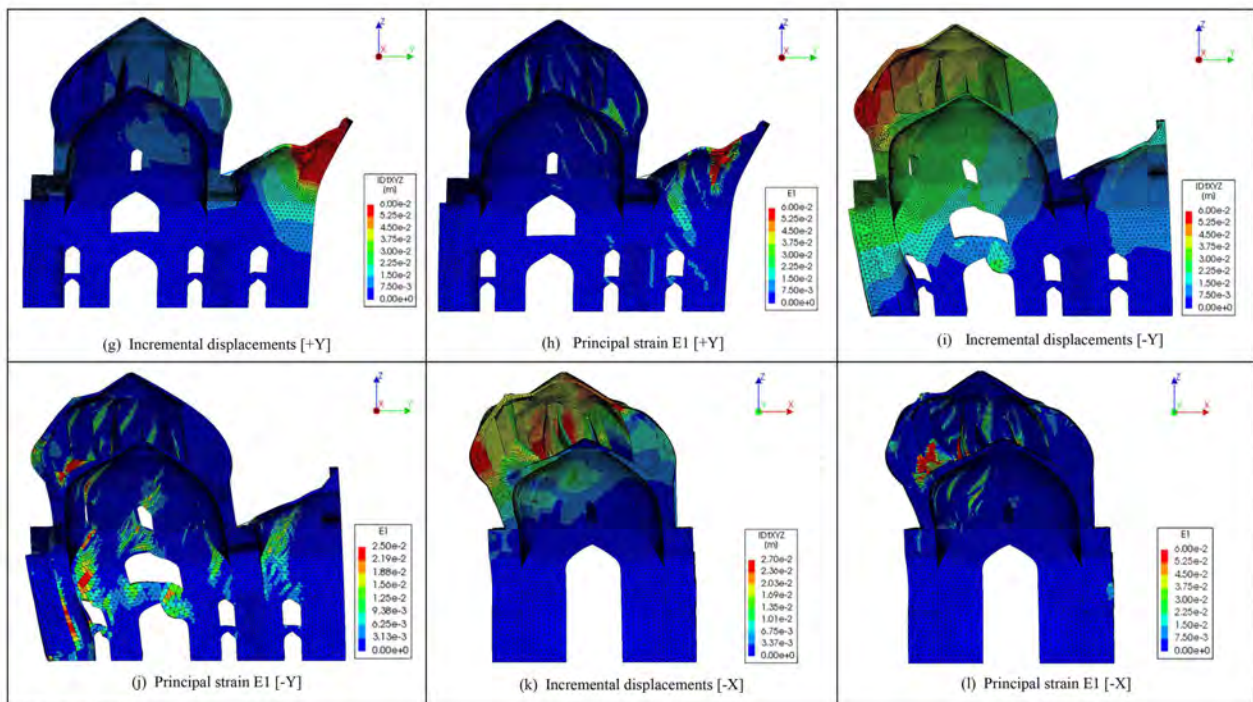 Z
X
Y
IDtXYZ
(m)
6.00e-2
5.25e-2
4.50e-2
3.75e-2
3.00e-2
2.25e-2
1.50e-2
7.50e-3
0.00e+0
(g) Incremental displacements [+Y]
Z
X
Y
E1
6.00e-2
5.25e-2
4.50e-2
3.75e-2
3.00e-2
2.25e-2
1.50e-2
7.50e-3
0.00e+0
(h) Principal strain E1 [+Y]
Z
X
Y
IDtXYZ
(m)
6.00e-2
5.25e-2
4.50e-2
3.75e-2
3.00e-2
2.25e-2
1.50e-2
7.50e-3
0.00e+0
(i) Incremental displacements [-Y]
Z
X
Y
E1
2.50e-2
2.19e-2
1.88e-2
1.56e-2
1.25e-2
9.38e-3
6.25e-3
3.13e-3
0.00e+0
(j) Principal strain E1 [-Y]
Z
Y
X
IDtXYZ
(m)
2.70e-2
2.36e-2
2.03e-2
1.69e-2
1.35e-2
1.01e-2
6.75e-3
3.37e-3
0.00e+0
(k) Incremental displacements [-X]
Z
Y
X
E1
6.00e-2
5.25e-2
4.50e-2
3.75e-2
3.00e-2
2.25e-2
1.50e-2
7.50e-3
0.00e+0
(l) Principal strain E1 [-X]